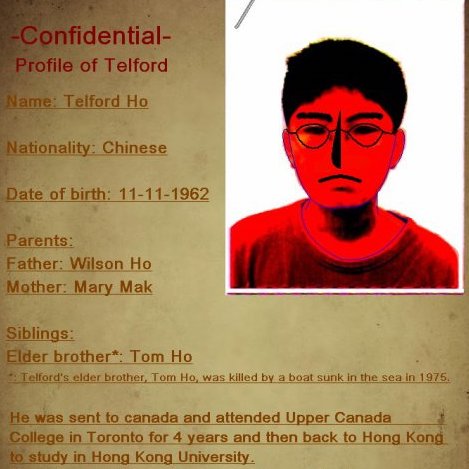 -Confidential-
Profile of Telford
Name: Telford Ho
Nationality: Chinese
Date of birth: 11-11-1962
Parents:
Father: Wilson Ho
Mother: Mary Mak
Siblings:
Elder brother*: Tom Ho
*: Telford's elder brother, Tom Ho, was killed by a boat sunk in the sea in 1975.
He was sent to canada and attended Upper Canada
College in Toronto for 4 years and then back to Hong Kong
to study in Hong Kong University.